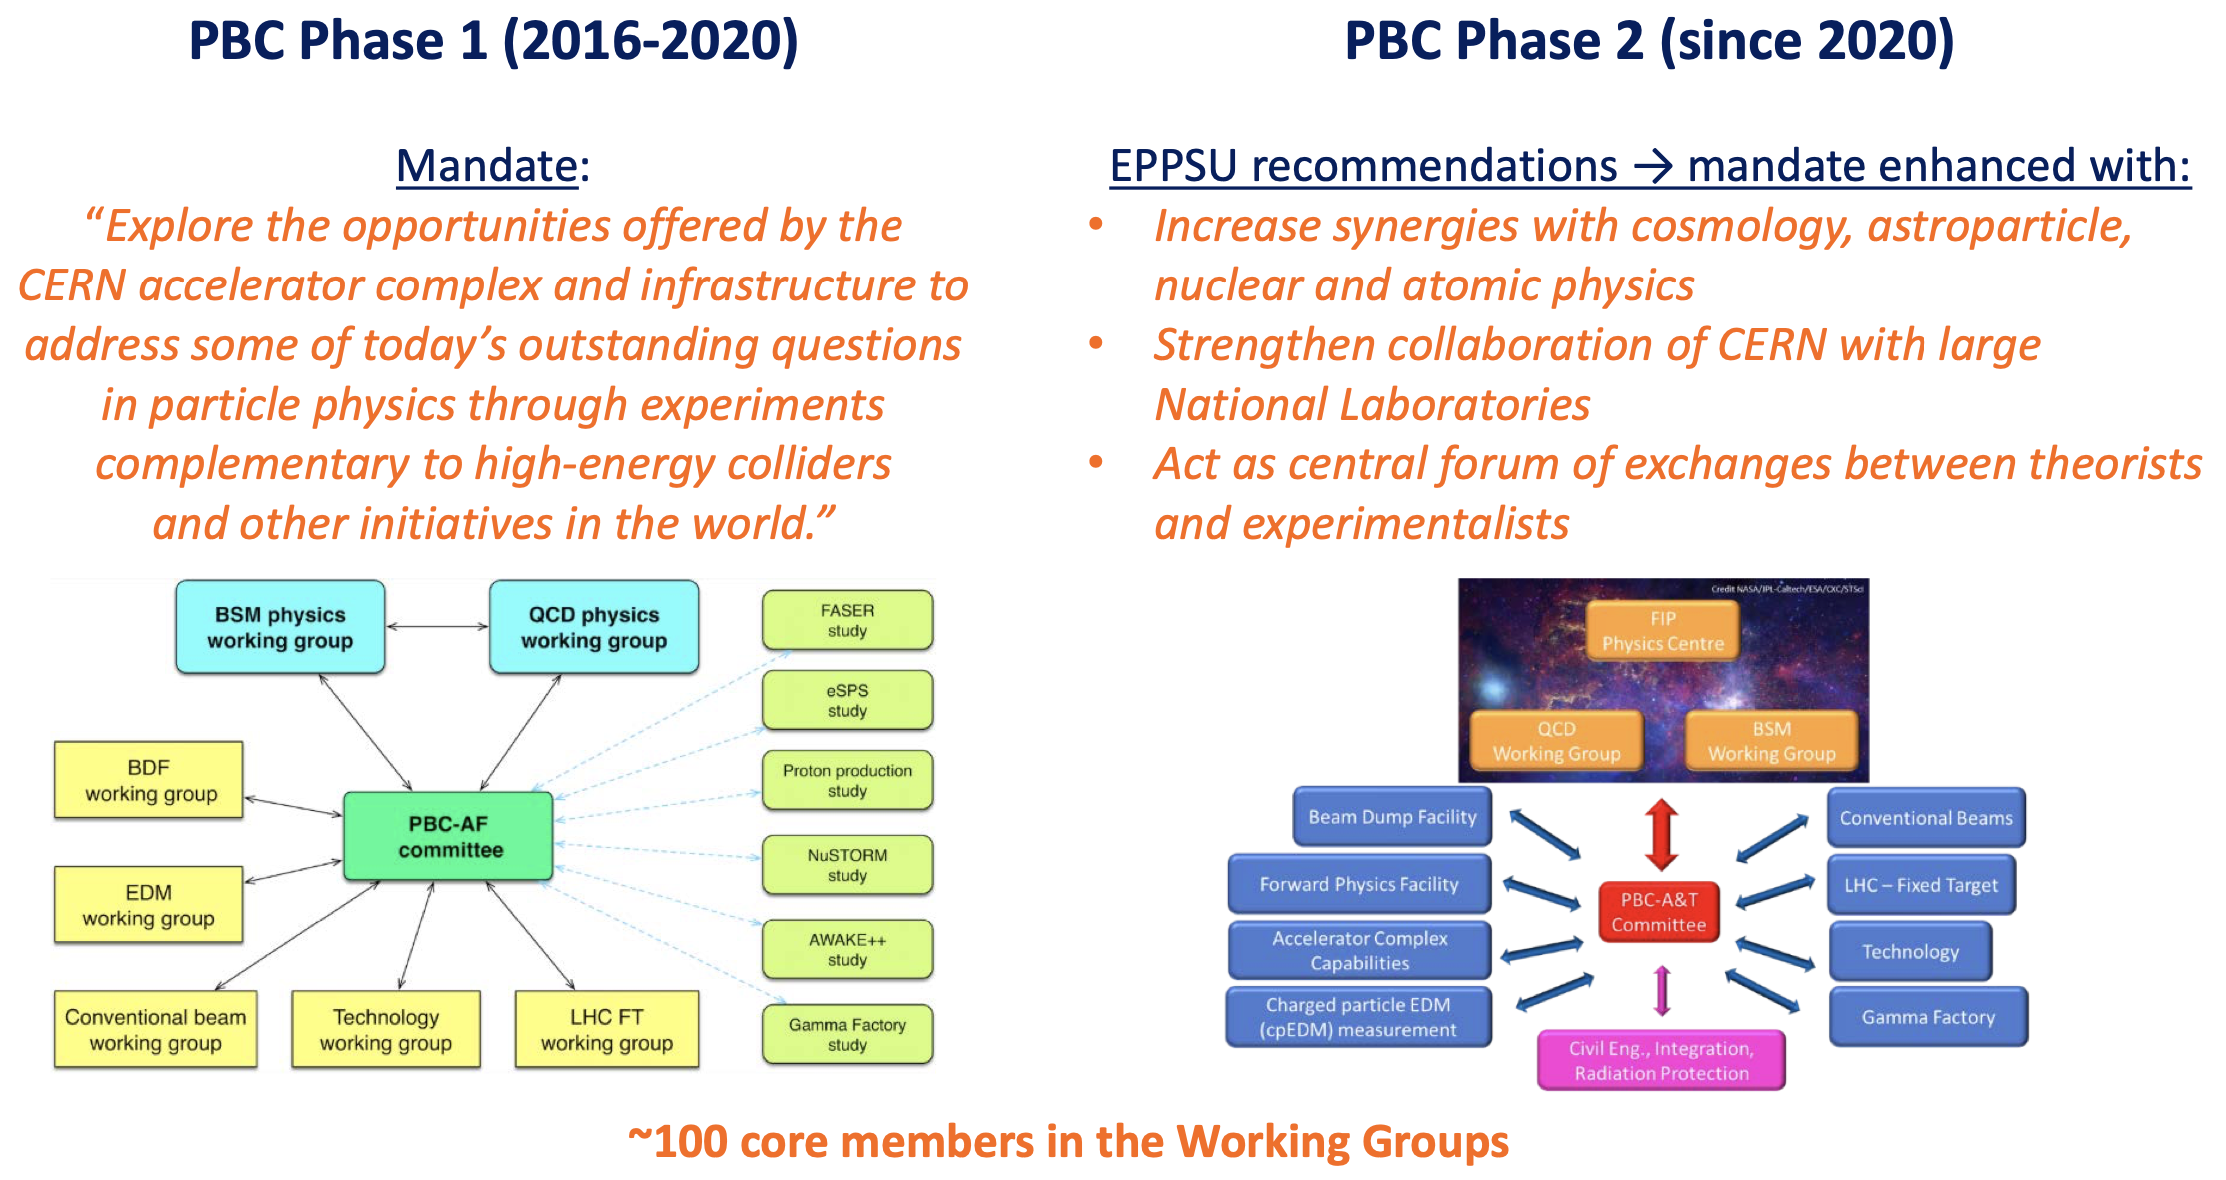 PBC Phase 1 (2016-2020)
Mandate:
“Explore the opportunities offered by the
CERN accelerator complex and infrastructure to
address some of today’s outstanding questions
in particle physics through experiments
complementary to high-energy colliders
and other initiatives in the world.”
BSM physics
working group
QCD physics
working group
FASER
study
eSPS
study
Proton production
study
NuSTORM
study
AWAKE++
study
Gamma Factory
study
BDF
working group
PBC-AF
committee
EDM
working group
Conventional beam
working group
Technology
working group
LHC FT
working group
PBC Phase 2 (since 2020)
EPPSU recommendations → mandate enhanced with:
• Increase synergies with cosmology, astroparticle,
nuclear and atomic physics
• Strengthen collaboration of CERN with large
National Laboratories
• Act as central forum of exchanges between theorists
and experimentalists
Credit NASA/JPL-Caltech/ESA/CXC/STScI
FIP
Physics Centre
QCD
Working Group
BSM
Working Group
Beam Dump Facility
Conventional Beams
Forward Physics Facility
LHC – Fixed Target
PBC-A&T
Committee
Accelerator Complex
Capabilities
Technology
Charged particle EDM
(cpEDM) measurement
Gamma Factory
Civil Eng., Integration,
Radiation Protection
~100 core members in the Working Groups